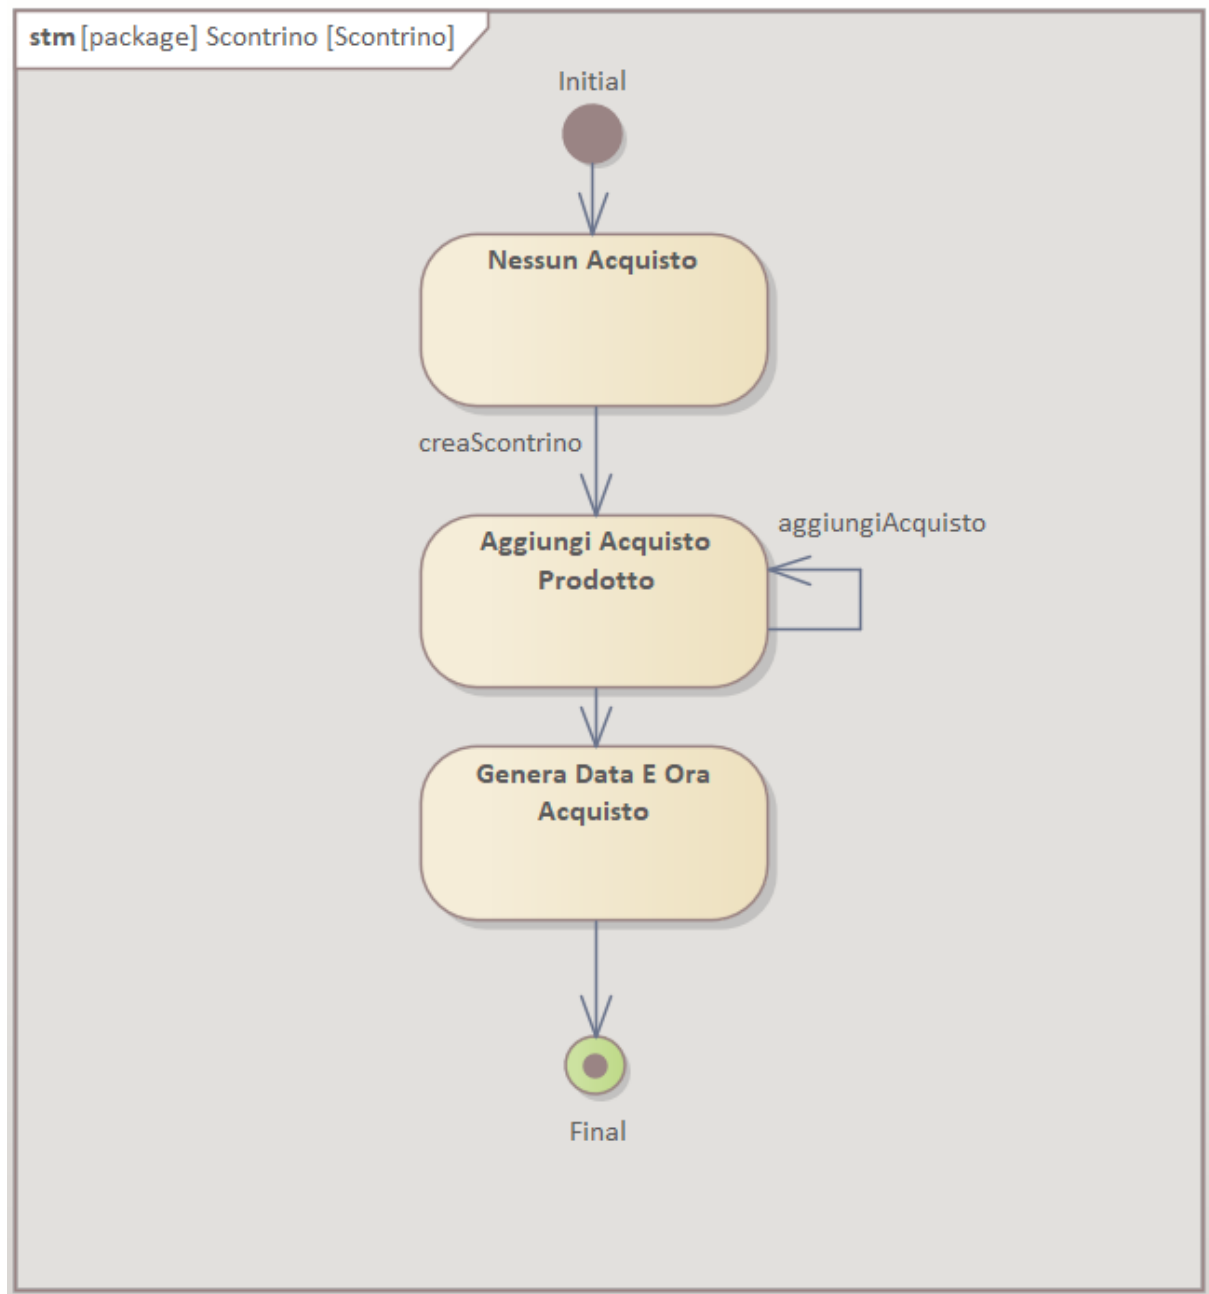 stm [package] Scontrino [Scontrino]
Initial
Nessun Acquisto
creaScontrino
aggiungiAcquisto
Aggiungi Acquisto
Prodotto
Genera Data E Ora
Acquisto
Final